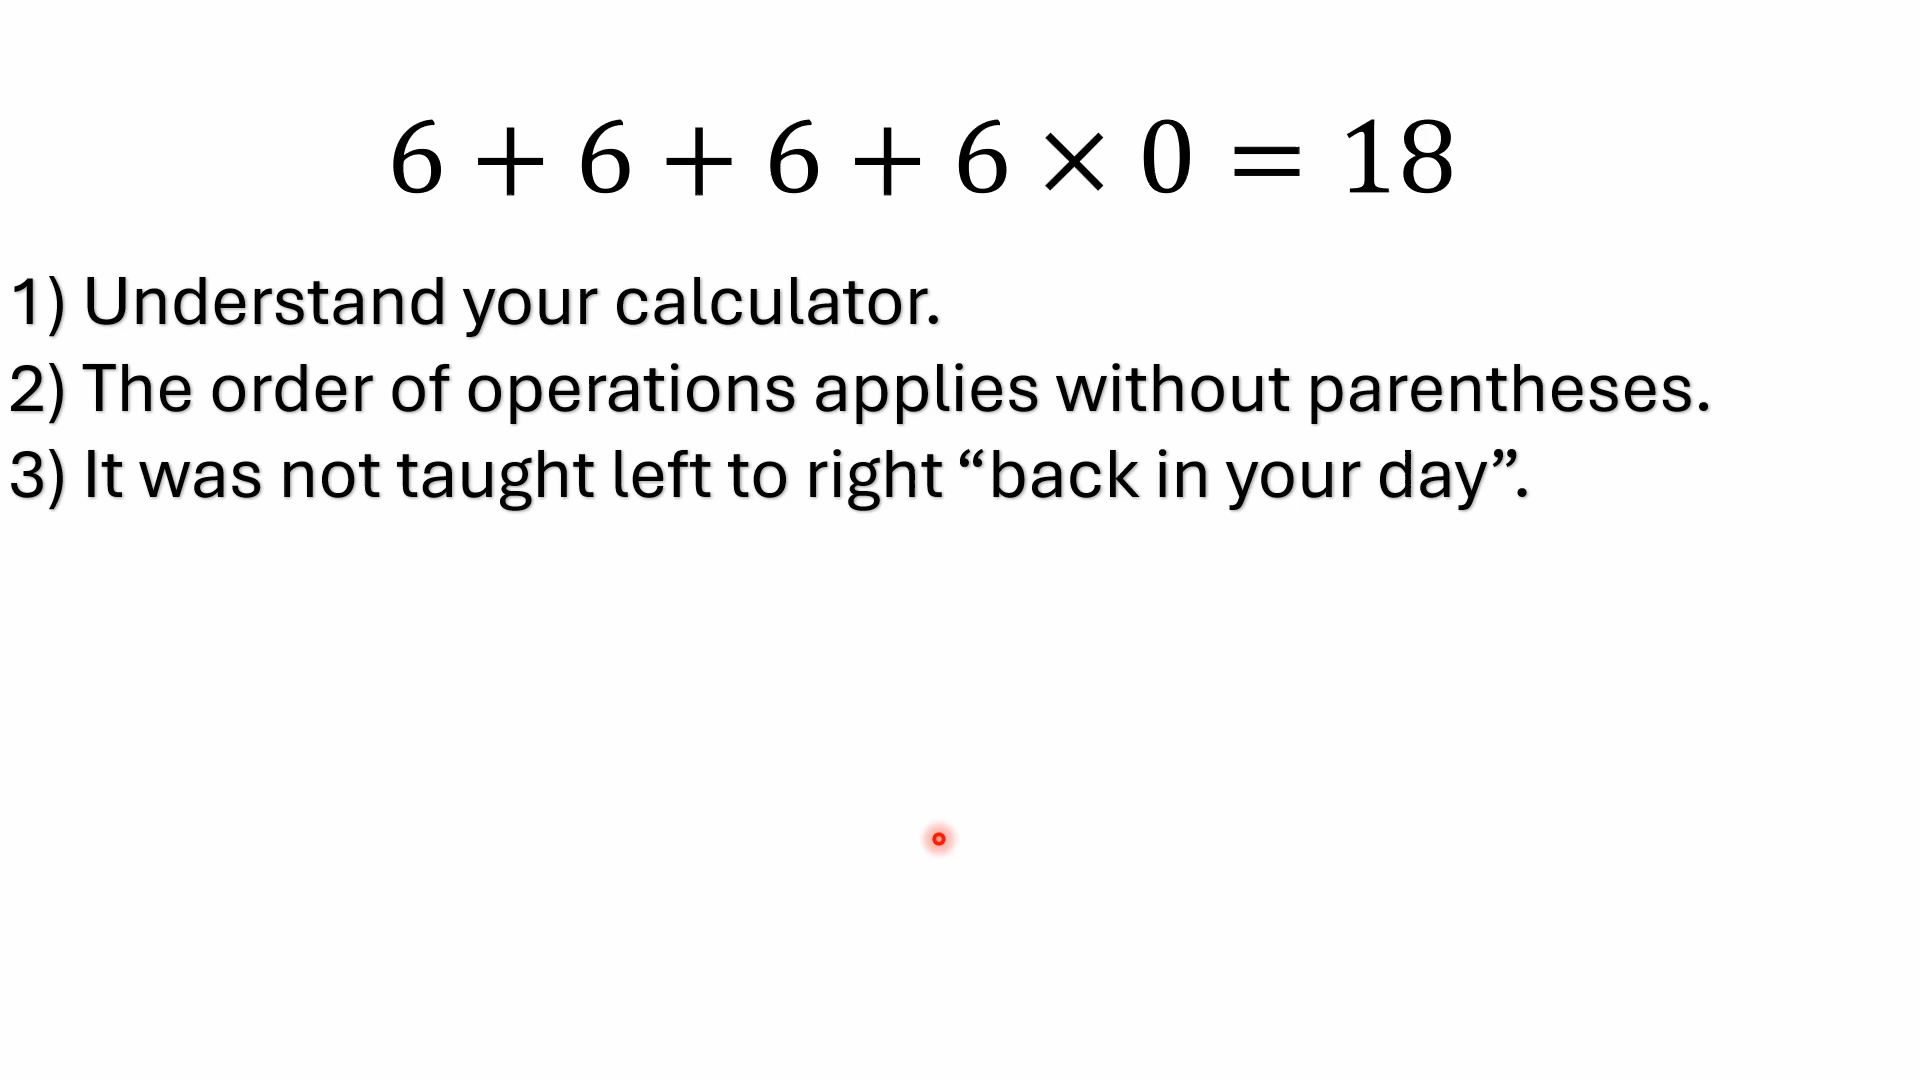 6 + 6 + 6 + 6 × 0 = 18
1) Understand your calculator.
2) The order of operations applies without parentheses.
3) It was not taught left to right “back in your day”.